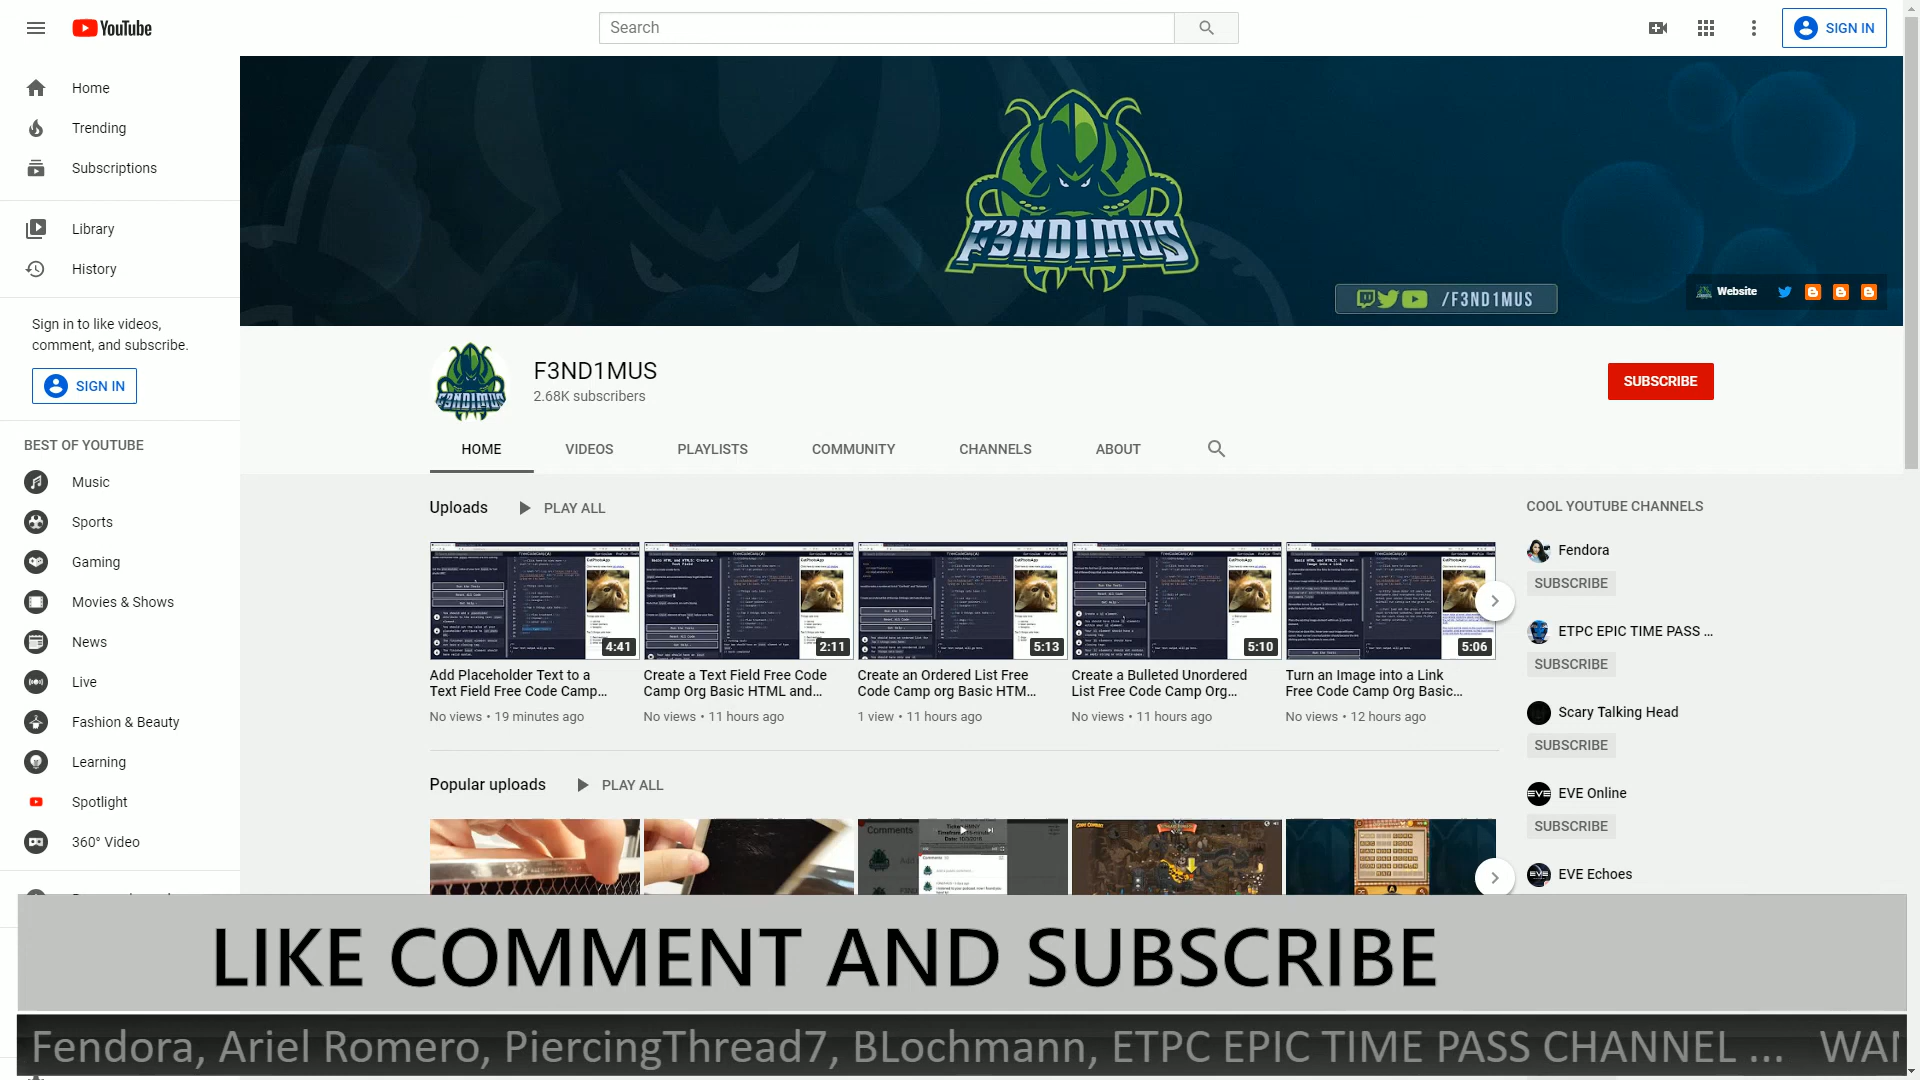 YouTube
Search
SIGN IN
Home
Trending
Subscriptions
Library
History
Sign in to like videos,
comment, and subscribe.
SIGN IN
BEST OF YOUTUBE
Music
Sports
Gaming
Movies & Shows
News
Live
Fashion & Beauty
Learning
Spotlight
360° Video
F3ND1MUS
/F3ND1MUS
Website
F3ND1MUS
F3ND1MUS
2.68K subscribers
SUBSCRIBE
HOME VIDEOS PLAYLISTS COMMUNITY CHANNELS ABOUT
Uploads PLAY ALL
4:41
Add Placeholder Text to a
Text Field Free Code Camp...
No views • 19 minutes ago
2:11
Create a Text Field Free Code
Camp Org Basic HTML and...
No views • 11 hours ago
5:13
Create an Ordered List Free
Code Camp org Basic HTM...
1 view • 11 hours ago
5:10
Create a Bulleted Unordered
List Free Code Camp Org...
No views • 11 hours ago
5:06
Turn an Image into a Link
Free Code Camp Org Basic...
No views • 12 hours ago
Popular uploads PLAY ALL
Comments
COOL YOUTUBE CHANNELS
Fendora
SUBSCRIBE
ETPC EPIC TIME PASS ...
SUBSCRIBE
Scary Talking Head
SUBSCRIBE
EVE Online
SUBSCRIBE
EVE Echoes
LIKE COMMENT AND SUBSCRIBE
Fendora, Ariel Romero, PiercingThread7, BLochmann, ETPC EPIC TIME PASS CHANNEL ... WAN